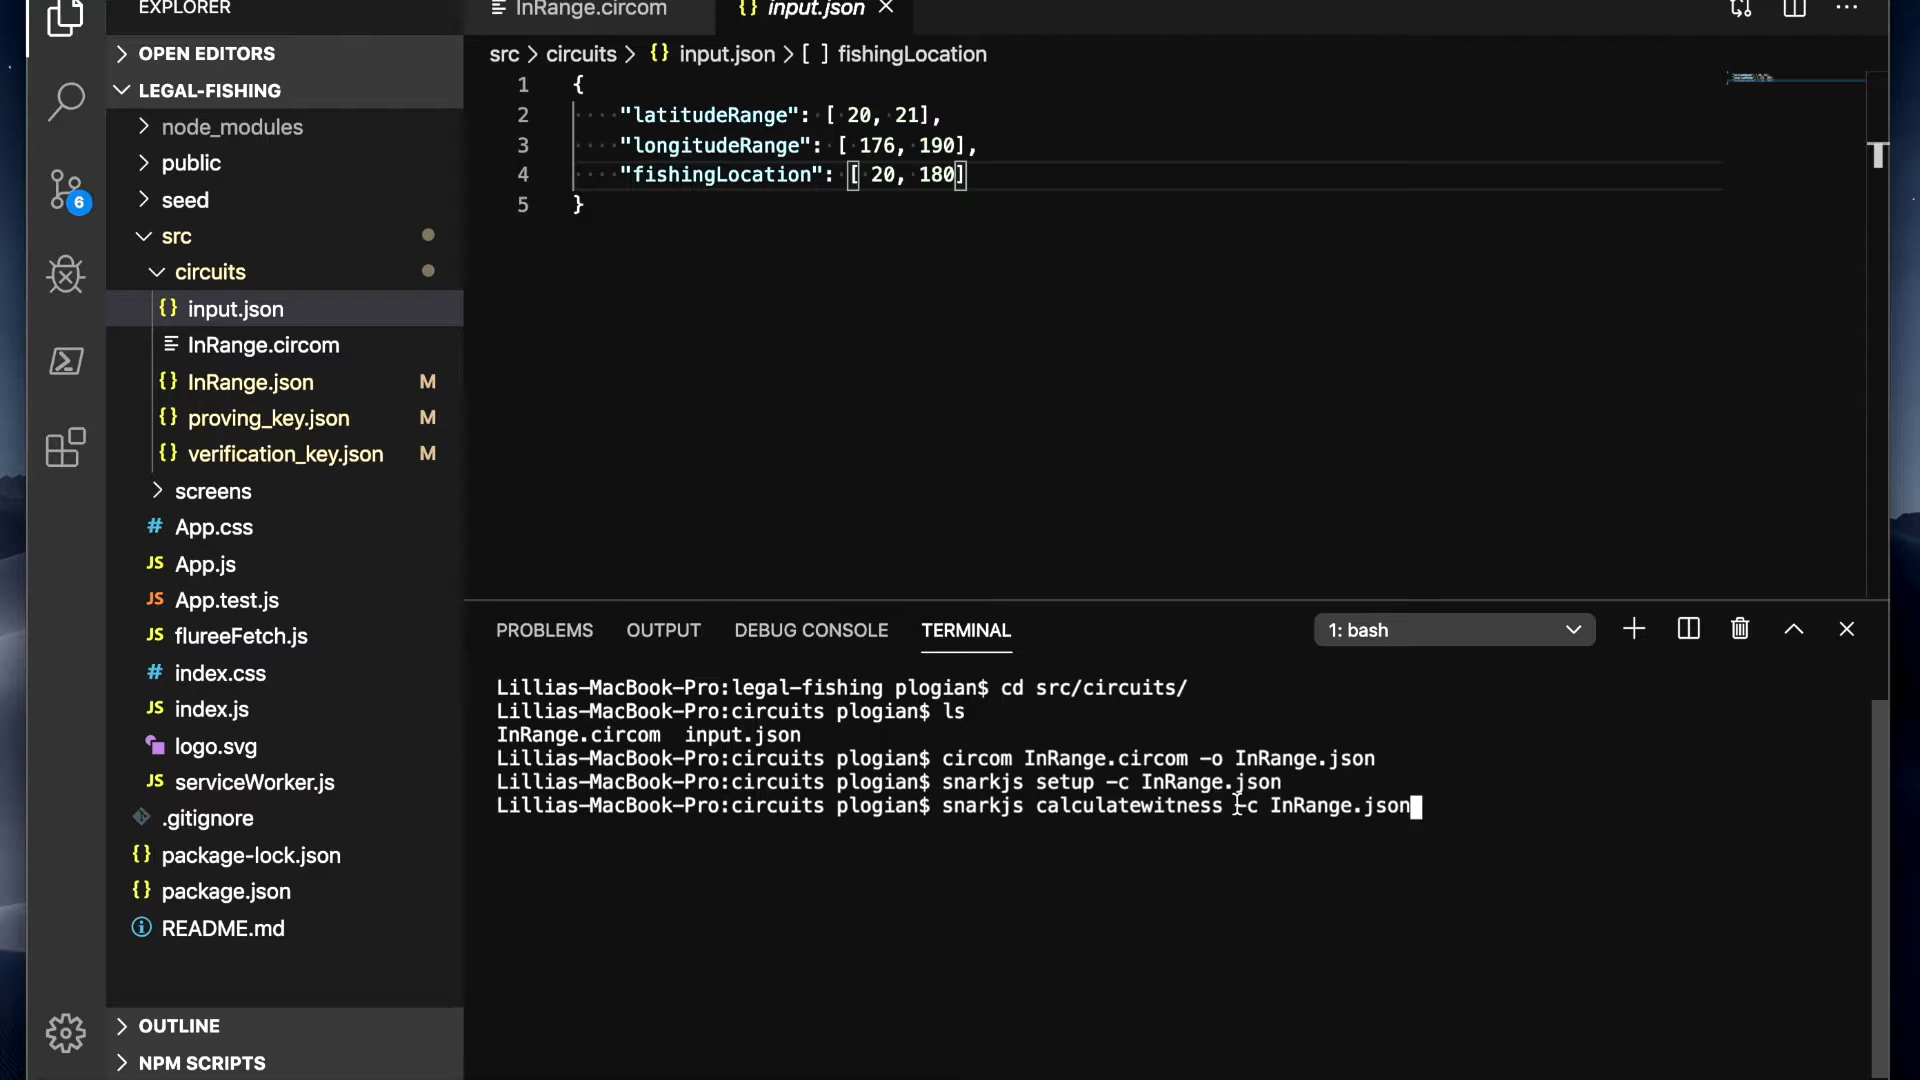 EXPLORER
InRange.circom
{} input.json
OPEN EDITORS
LEGAL-FISHING
node_modules
public
seed
src
circuits
{} input.json
InRange.circom
{} InRange.json M
{} proving_key.json M
{} verification_key.json M
screens
# App.css
JS App.js
JS App.test.js
JS flureeFetch.js
# index.css
JS index.js
logo.svg
JS serviceWorker.js
.gitignore
{} package-lock.json
{} package.json
README.md
OUTLINE
NPM SCRIPTS
6
src > circuits > {} input.json > [ ] fishingLocation
1 {
2 ····"latitudeRange":·[·20,·21],
3 ····"longitudeRange":·[·176,·190],
4 ····"fishingLocation":·[·20,·180]
5 }
PROBLEMS OUTPUT DEBUG CONSOLE TERMINAL 1: bash
Lillias-MacBook-Pro:legal-fishing plogian$ cd src/circuits/
Lillias-MacBook-Pro:circuits plogian$ ls
InRange.circom input.json
Lillias-MacBook-Pro:circuits plogian$ circom InRange.circom -o InRange.json
Lillias-MacBook-Pro:circuits plogian$ snarkjs setup -c InRange.json
Lillias-MacBook-Pro:circuits plogian$ snarkjs calculatewitness -c InRange.json